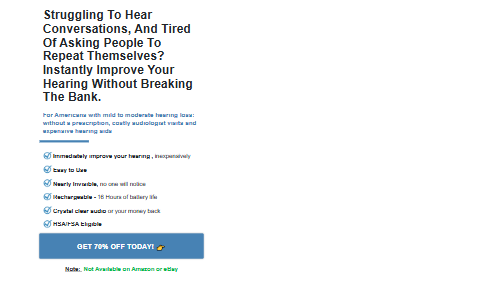 Struggling To Hear
Conversations, And Tired
Of Asking People To
Repeat Themselves?
Instantly Improve Your
Hearing Without Breaking
The Bank.
For Americans with mild to moderate hearing loss:
without a prescription, costly audiologist visits and
expensive hearing aids
Immediately improve your hearing , inexpensively
Easy to Use
Nearly Invisible, no one will notice
Rechargeable - 16 Hours of battery life
Crystal clear audio or your money back
HSA/FSA Eligible
GET 70% OFF TODAY!
Note: Not Available on Amazon or eBay